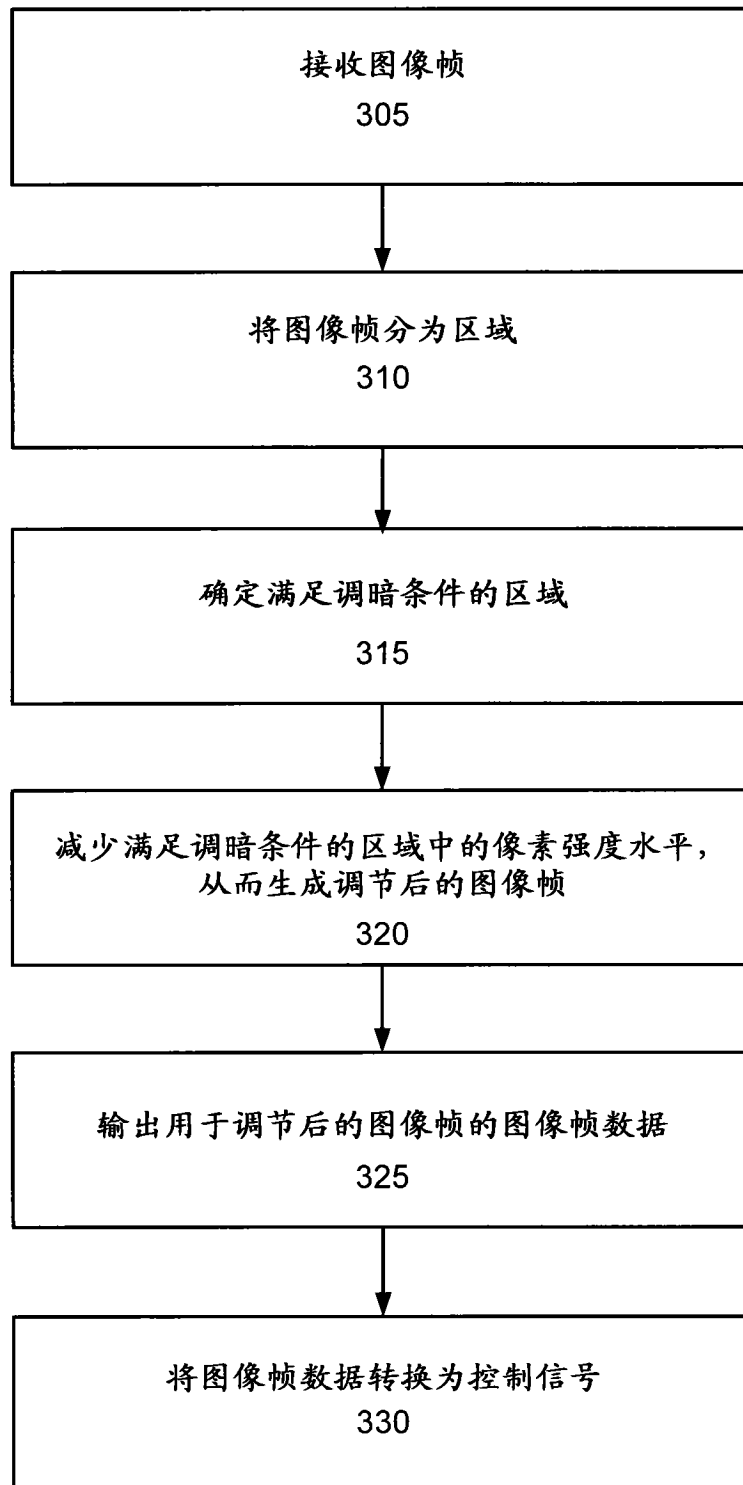 接收图像帧
305
将图像帧分为区域
310
确定满足调暗条件的区域
315
减少满足调暗条件的区域中的像素强度水平，
从而生成调节后的图像帧
320
输出用于调节后的图像帧的图像帧数据
325
将图像帧数据转换为控制信号
330